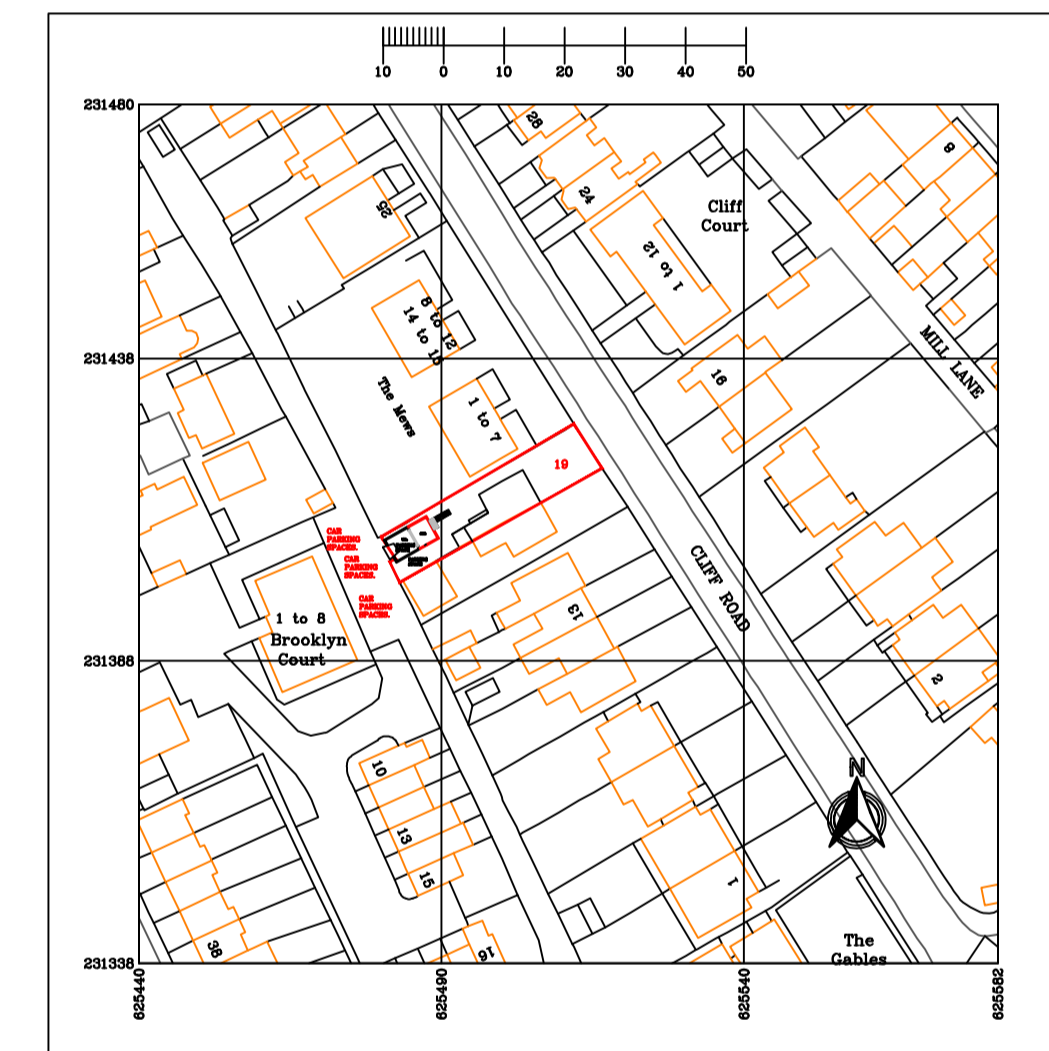 10 0 10 20 30 40 50
231480
28
9
25
24
Cliff
Court
1 to 12
8 to 12
14 to 15
231438
MILL LANE
16
The Mews
1 to 7
19
CAR
PARKING
SPACES.
CAR
PARKING
SPACES.
CLIFF ROAD
CAR
PARKING
SPACES.
13
1 to 8
Brooklyn
Court
231388
2
10
N
13
15
1
38
16
The
Gables
231338
625440
625490
625540
625582